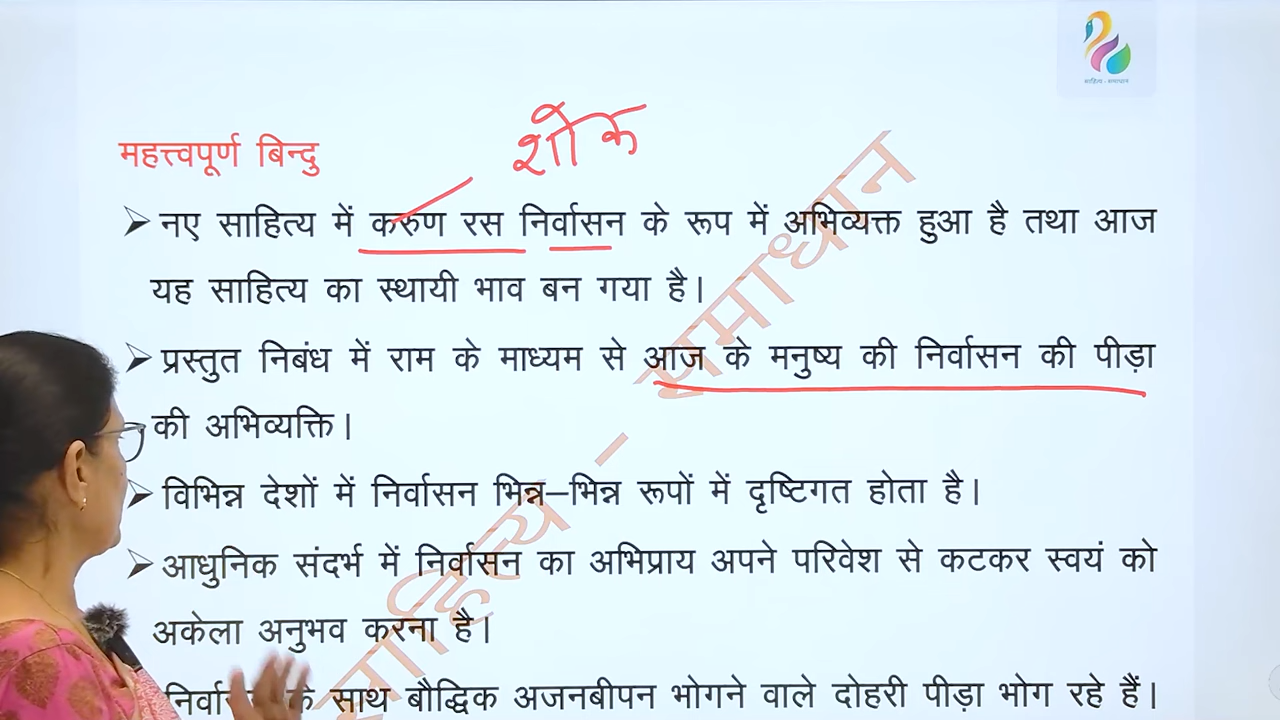 साहित्य - समाधान
शोक
महत्त्वपूर्ण बिन्दु
नए साहित्य में करुण रस निर्वासन के रूप में अभिव्यक्त हुआ है तथा आज
यह साहित्य का स्थायी भाव बन गया है।
प्रस्तुत निबंध में राम के माध्यम से आज के मनुष्य की निर्वासन की पीड़ा
की अभिव्यक्ति।
विभिन्न देशों में निर्वासन भिन्न–भिन्न रूपों में दृष्टिगत होता है।
आधुनिक संदर्भ में निर्वासन का अभिप्राय अपने परिवेश से कटकर स्वयं को
अकेला अनुभव करना है।
साथ बौद्धिक अजनबीपन भोगने वाले दोहरी पीड़ा भोग रहे हैं।
साहित्य - समाधान